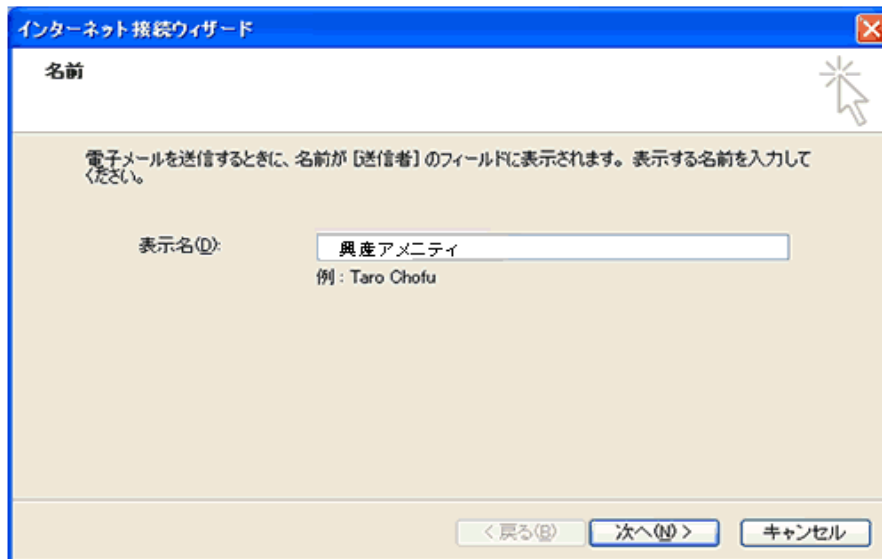 インターネット接続ウィザード
名前
電子メールを送信するときに、名前が [送信者] のフィールドに表示されます。表示する名前を入力して
ください。
表示名(D):
興産アメニティ
例 : Taro Chofu
< 戻る(B)
次へ(N) >
キャンセル